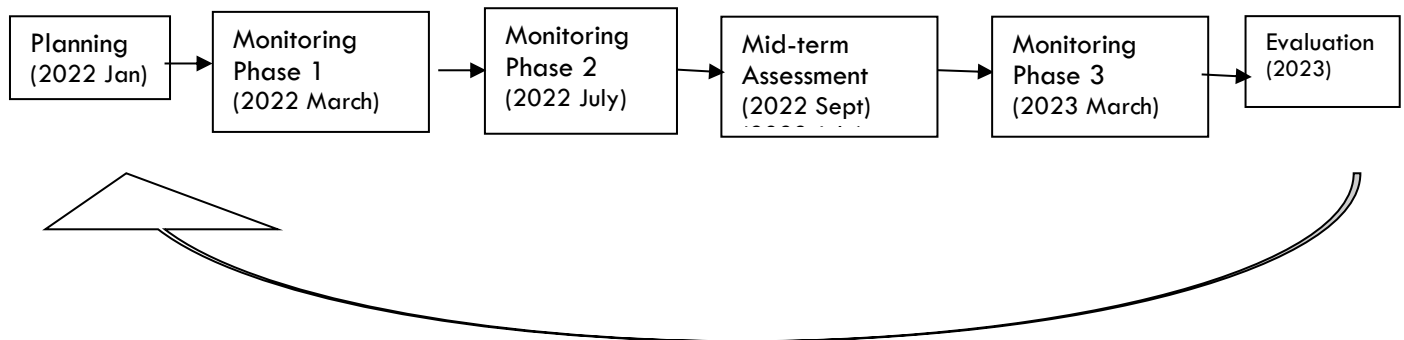 Planning
(2022 Jan)
Monitoring
Phase 1
(2022 March)
Monitoring
Phase 2
(2022 July)
Mid-term
Assessment
(2022 Sept)
Monitoring
Phase 3
(2023 March)
Evaluation
(2023)